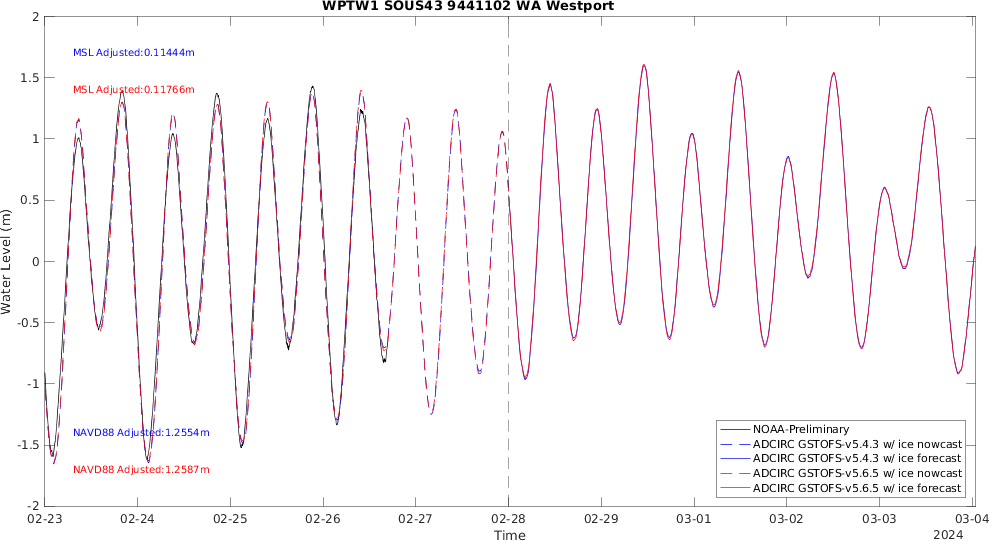 WPTW1 SOUS43 9441102 WA Westport
2
1.5
1
0.5
0
-0.5
-1
-1.5
-2
Water Level (m)
MSL Adjusted:0.11444m
MSL Adjusted:0.11766m
NAVD88 Adjusted:1.2554m
NAVD88 Adjusted:1.2587m
NOAA-Preliminary
ADCIRC GSTOFS-v5.4.3 w/ ice nowcast
ADCIRC GSTOFS-v5.4.3 w/ ice forecast
ADCIRC GSTOFS-v5.6.5 w/ ice nowcast
ADCIRC GSTOFS-v5.6.5 w/ ice forecast
02-23 02-24 02-25 02-26 02-27 02-28 02-29 03-01 03-02 03-03 03-04
Time
2024